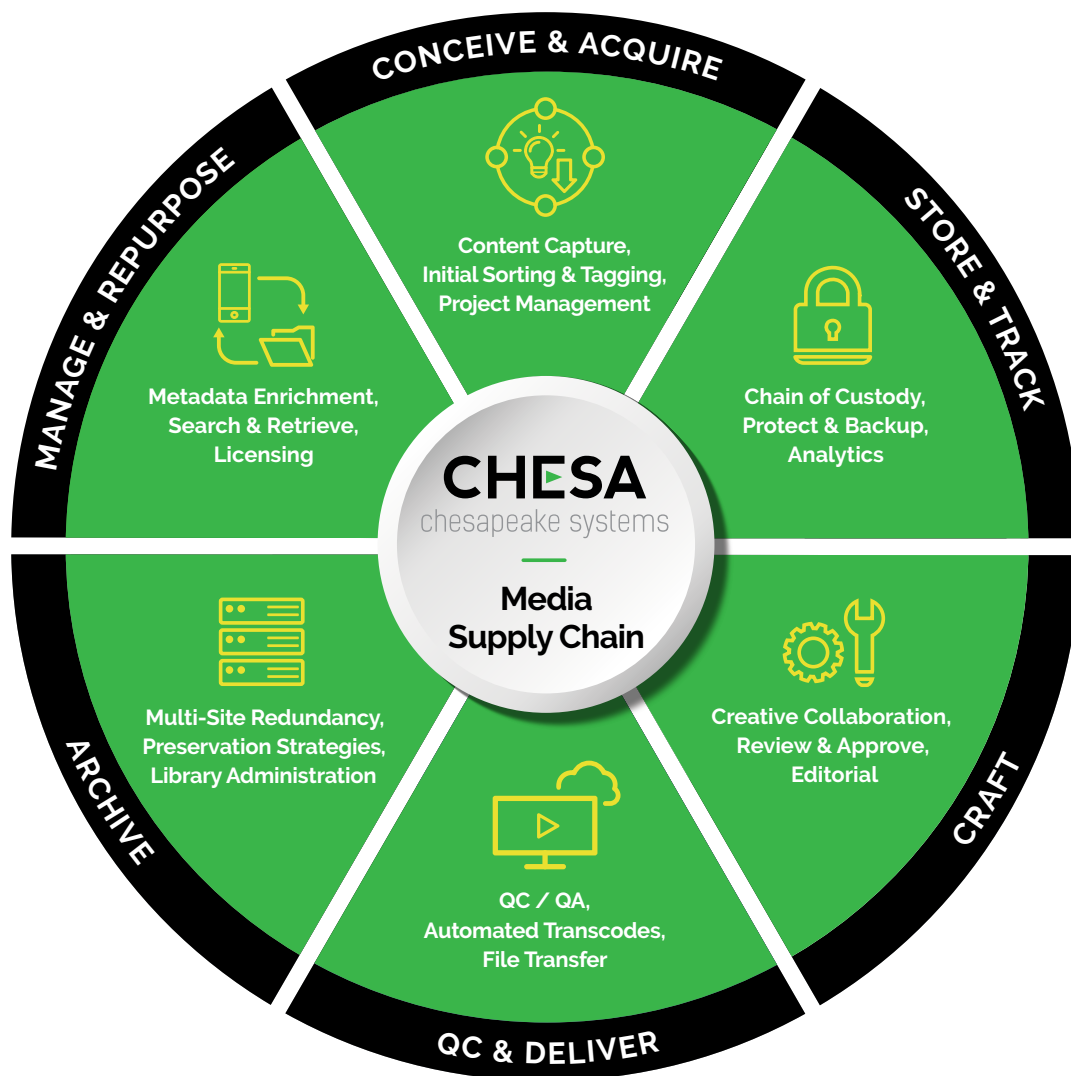 CONCEIVE & ACQUIRE
Content Capture,
Initial Sorting & Tagging,
Project Management
STORE & TRACK
Chain of Custody,
Protect & Backup,
Analytics
CRAFT
Creative Collaboration,
Review & Approve,
Editorial
QC & DELIVER
QC / QA,
Automated Transcodes,
File Transfer
ARCHIVE
Multi-Site Redundancy,
Preservation Strategies,
Library Administration
MANAGE & REPURPOSE
Metadata Enrichment,
Search & Retrieve,
Licensing
CHESA
chesapeake systems
Media
Supply Chain